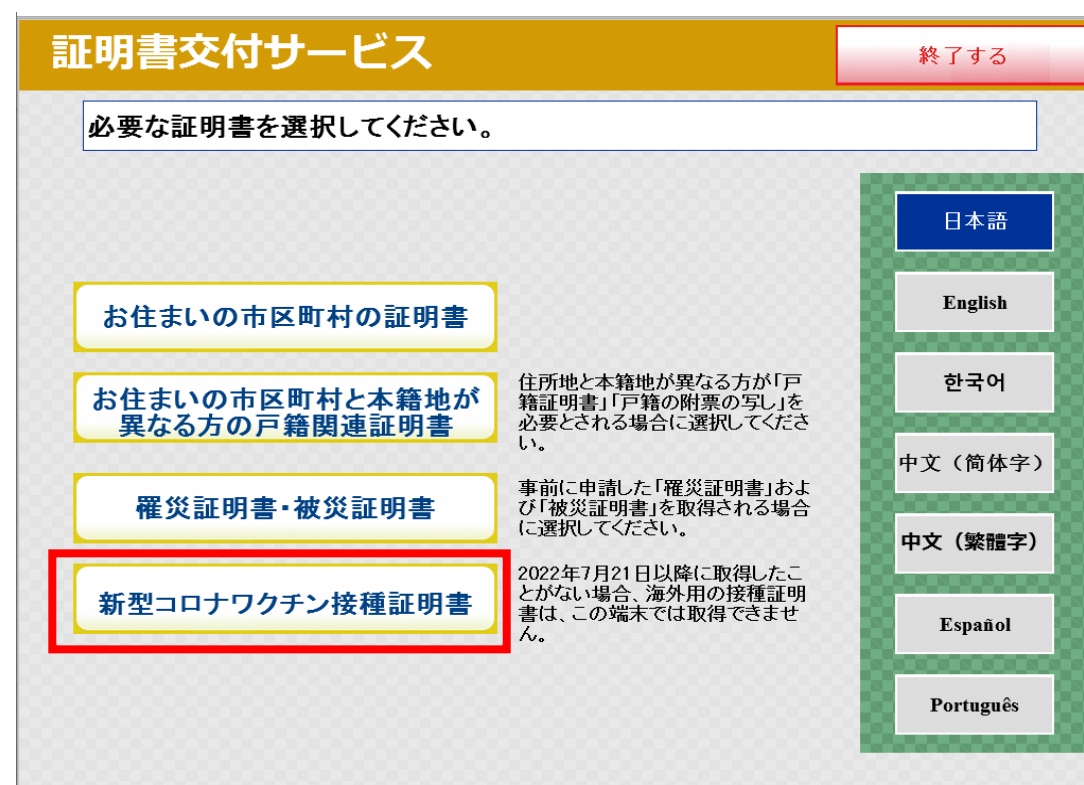 証明書交付サービス
終了する
必要な証明書を選択してください。
お住まいの市区町村の証明書
お住まいの市区町村と本籍地が
異なる方の戸籍関連証明書
住所地と本籍地が異なる方が「戸
籍証明書」「戸籍の附票の写し」を
必要とされる場合に選択してくださ
い。
罹災証明書・被災証明書
事前に申請した「罹災証明書」およ
び「被災証明書」を取得される場合
に選択してください。
新型コロナワクチン接種証明書
2022年7月21日以降に取得したこ
とがない場合、海外用の接種証明
書は、この端末では取得できませ
ん。
日本語
English
한국어
中文（简体字）
中文（繁體字）
Español
Português